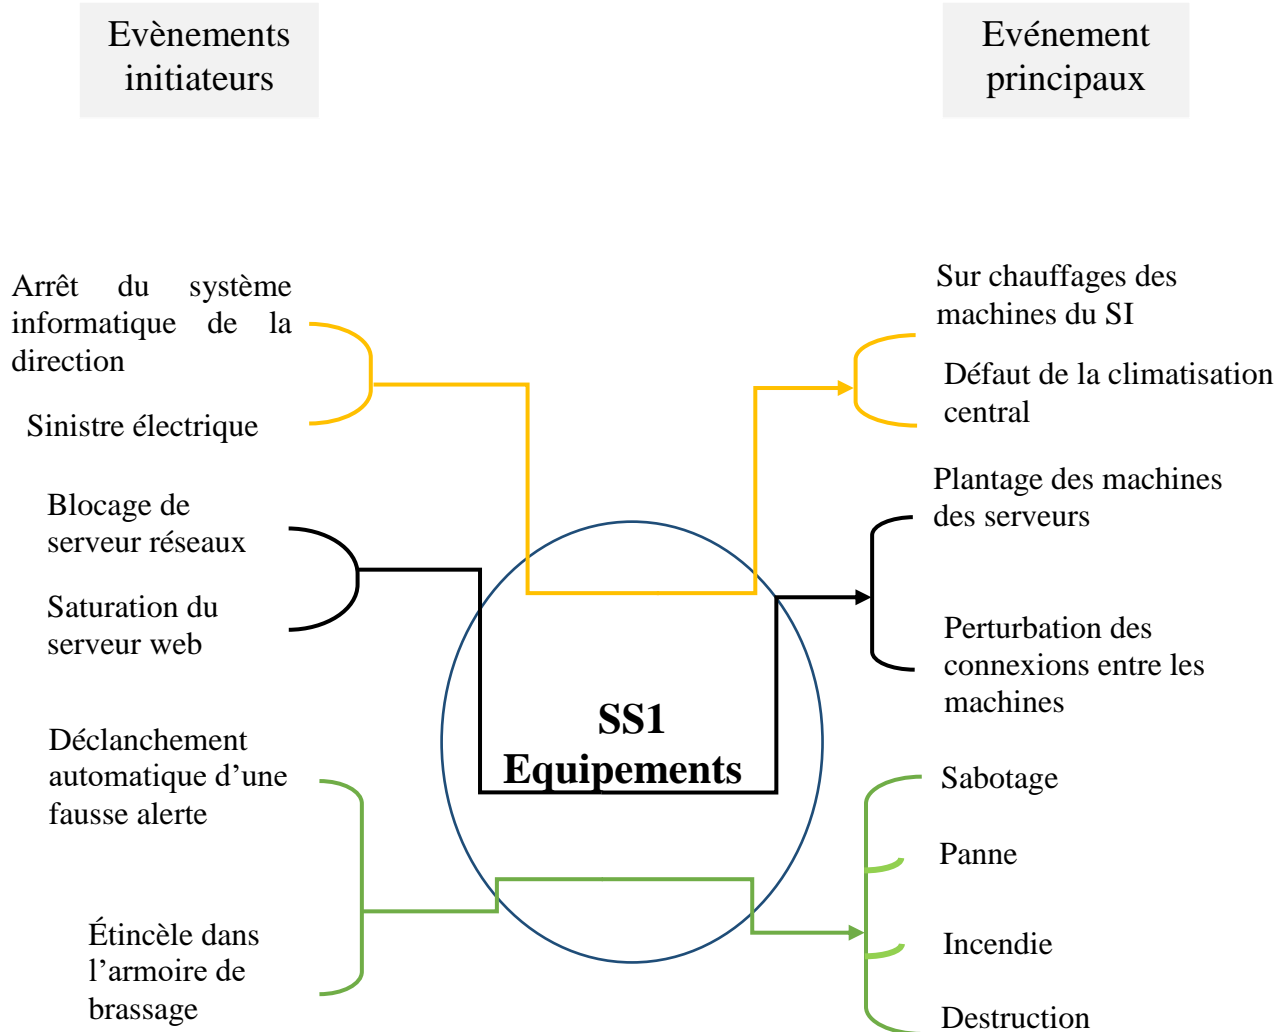 Evènements
initiateurs
Evénement
principaux
Arrêt du système
informatique de la
direction
Sinistre électrique
Blocage de
serveur réseaux
Saturation du
serveur web
Déclanchement
automatique d’une
fausse alerte
Étincèle dans
l’armoire de
brassage
SS1
Equipements
Sur chauffages des
machines du SI
Défaut de la climatisation
central
Plantage des machines
des serveurs
Perturbation des
connexions entre les
machines
Sabotage
Panne
Incendie
Destruction